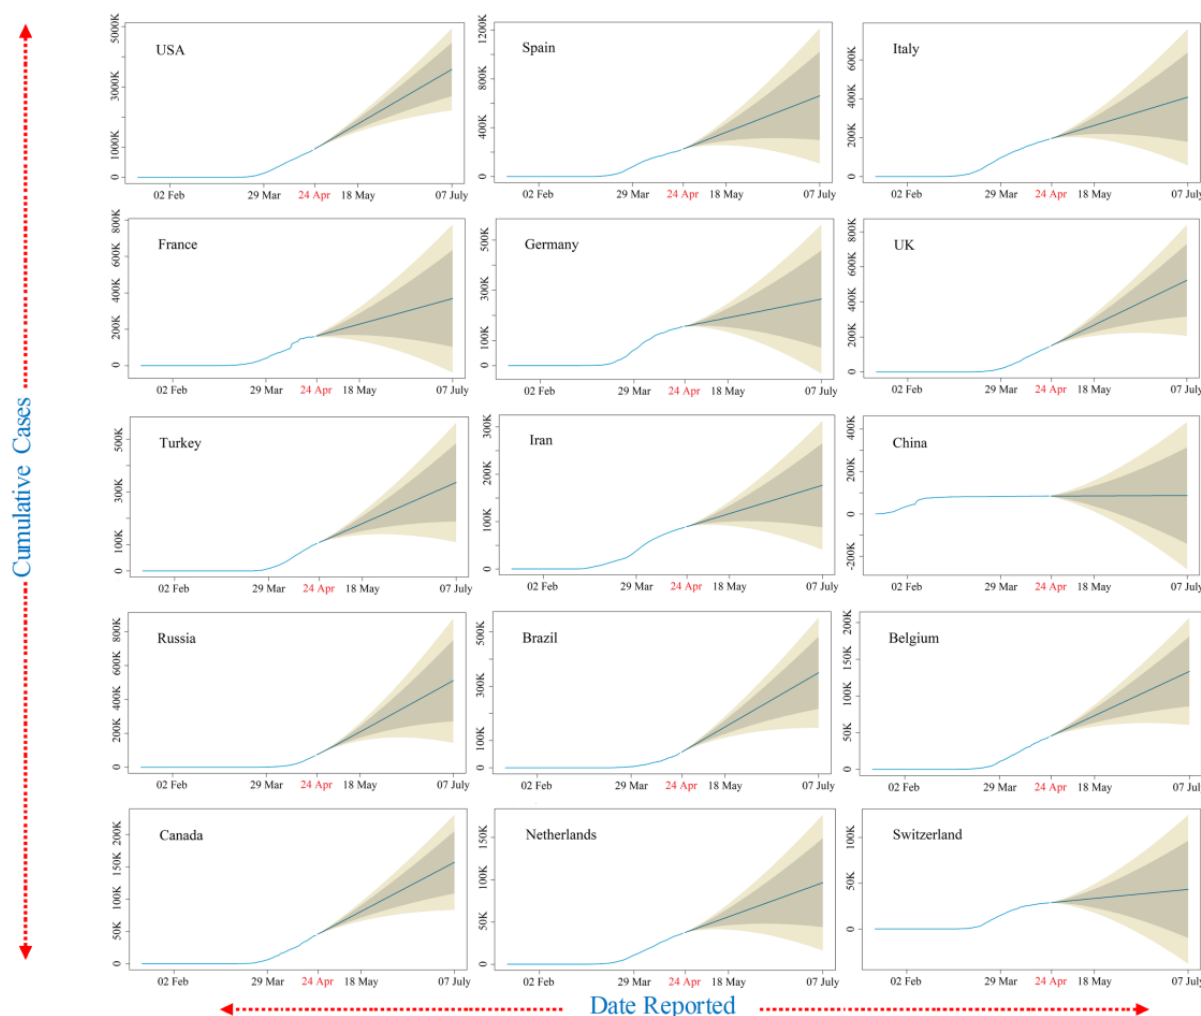 Cumulative Cases
USA
5000K
3000K
1000K
0
02 Feb 29 Mar 24 Apr 18 May 07 July
Spain
1200K
800K
400K
0
02 Feb 29 Mar 24 Apr 18 May 07 July
Italy
600K
400K
200K
0
02 Feb 29 Mar 24 Apr 18 May 07 July
France
800K
600K
400K
200K
0
02 Feb 29 Mar 24 Apr 18 May 07 July
Germany
500K
300K
100K
0
02 Feb 29 Mar 24 Apr 18 May 07 July
UK
800K
600K
400K
200K
0
02 Feb 29 Mar 24 Apr 18 May 07 July
Turkey
500K
300K
100K
0
02 Feb 29 Mar 24 Apr 18 May 07 July
Iran
300K
200K
100K
0
02 Feb 29 Mar 24 Apr 18 May 07 July
China
400K
200K
0
-200K
02 Feb 29 Mar 24 Apr 18 May 07 July
Russia
800K
600K
400K
200K
0
02 Feb 29 Mar 24 Apr 18 May 07 July
Brazil
500K
300K
100K
0
02 Feb 29 Mar 24 Apr 18 May 07 July
Belgium
200K
150K
100K
50K
0
02 Feb 29 Mar 24 Apr 18 May 07 July
Canada
200K
150K
100K
50K
0
02 Feb 29 Mar 24 Apr 18 May 07 July
Netherlands
150K
100K
50K
0
02 Feb 29 Mar 24 Apr 18 May 07 July
Switzerland
100K
50K
0
02 Feb 29 Mar 24 Apr 18 May 07 July
Date Reported